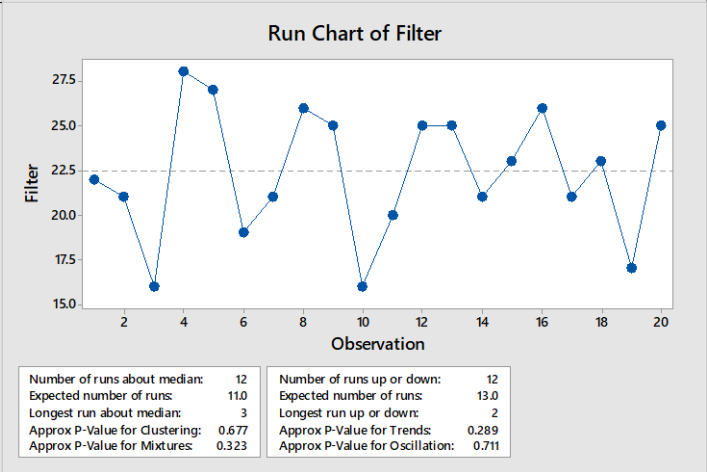 Run Chart of Filter
27.5
25.0
22.5
20.0
17.5
15.0
Filter
2 4 6 8 10 12 14 16 18 20
Observation
Number of runs about median: 12
Expected number of runs: 11.0
Longest run about median: 3
Approx P-Value for Clustering: 0.677
Approx P-Value for Mixtures: 0.323
Number of runs up or down: 12
Expected number of runs: 13.0
Longest run up or down: 2
Approx P-Value for Trends: 0.289
Approx P-Value for Oscillation: 0.711